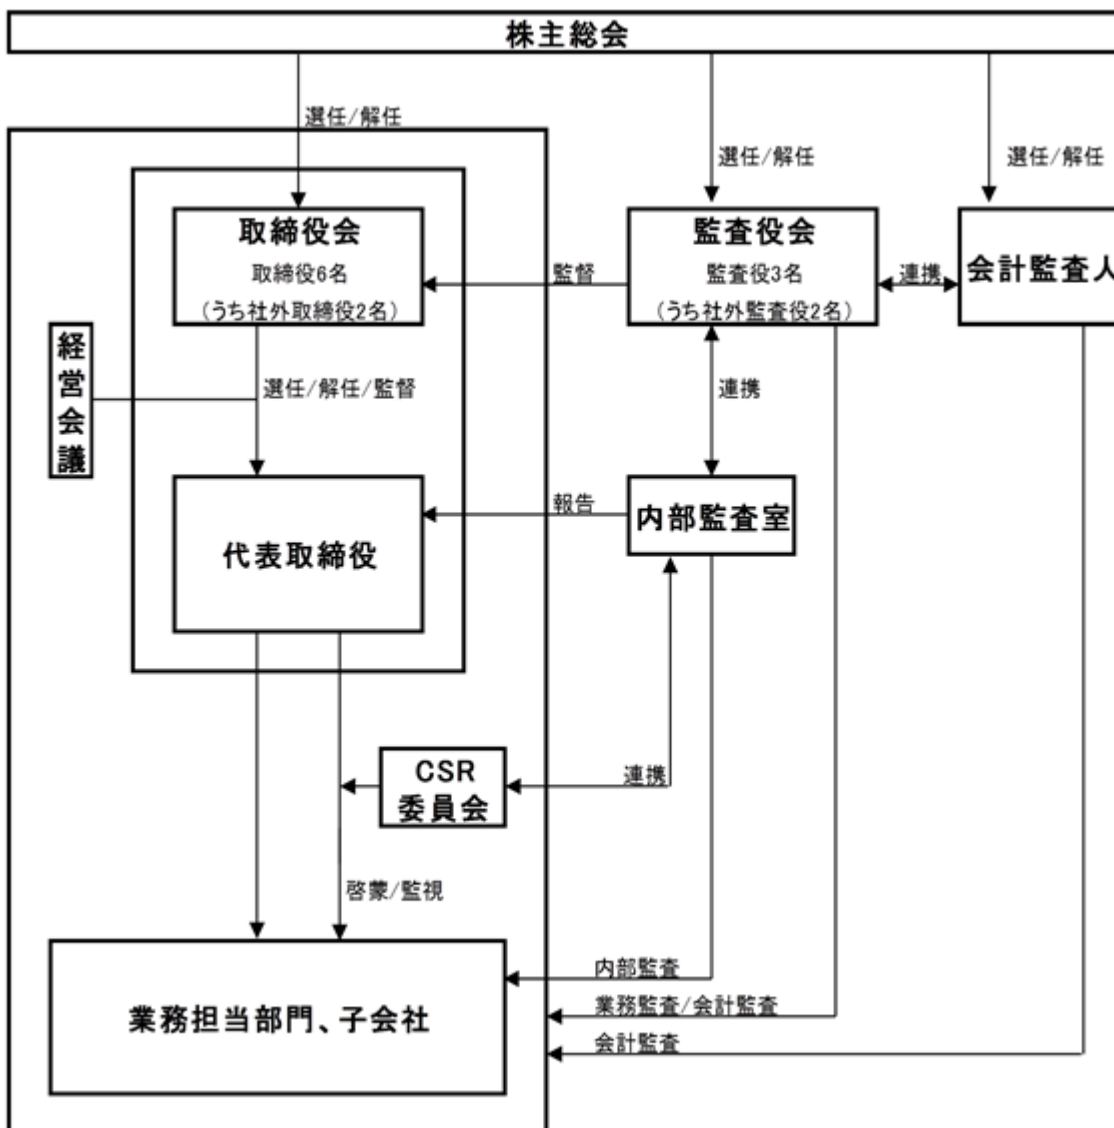 株主総会
選任/解任
選任/解任
選任/解任
取締役会
取締役6名
(うち社外取締役2名)
監督
監査役会
監査役3名
(うち社外監査役2名)
連携
会計監査人
経営会議
選任/解任/監督
連携
代表取締役
報告
内部監査室
CSR
委員会
連携
啓蒙/監視
業務担当部門、子会社
内部監査
業務監査/会計監査
会計監査